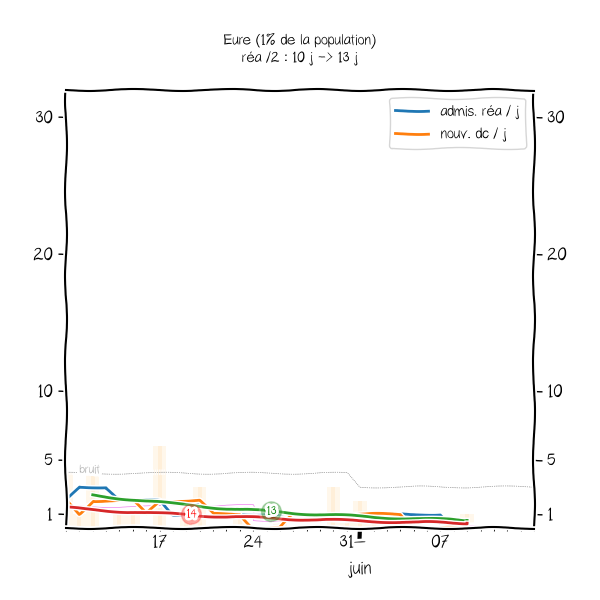 Eure (1% de la population)
réa /2 : 10 j -> 13 j
admis. réa / j
nouv. dc / j
30 30
20 20
10 10
5 5
bruit
1 14 13 1
17 24 31 07
juin